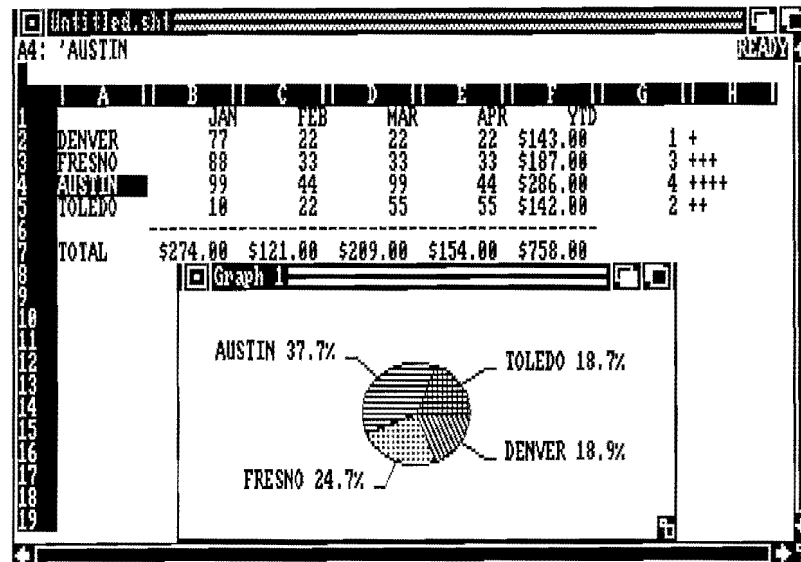 Untitled.sht
A4: 'AUSTIN READY
A B C D E F G H
1 JAN FEB MAR APR YTD
2 DENVER 77 22 22 22 $143.00 1 +
3 FRESNO 88 33 33 33 $187.00 3 +++
4 AUSTIN 99 44 99 44 $286.00 4 ++++
5 TOLEDO 10 22 55 55 $142.00 2 ++
6 --------------------------------------------------
7 TOTAL $274.00 $121.00 $209.00 $154.00 $758.00
8
9
10
11
12
13
14
15
16
17
18
19
Graph 1
AUSTIN 37.7%
TOLEDO 18.7%
DENVER 18.9%
FRESNO 24.7%